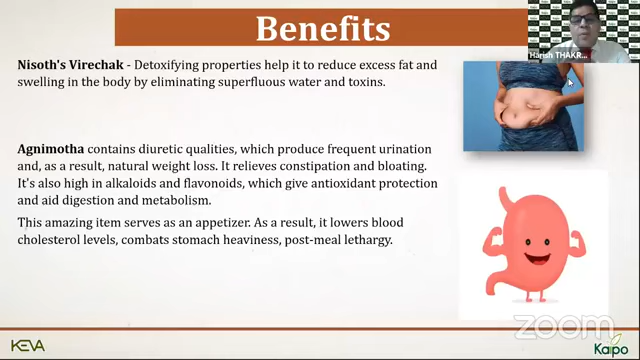 Benefits
Harish THAKR...
Nisoth's Virechak - Detoxifying properties help it to reduce excess fat and
swelling in the body by eliminating superfluous water and toxins.
Agnimotha contains diuretic qualities, which produce frequent urination
and, as a result, natural weight loss. It relieves constipation and bloating.
It's also high in alkaloids and flavonoids, which give antioxidant protection
and aid digestion and metabolism.
This amazing item serves as an appetizer. As a result, it lowers blood
cholesterol levels, combats stomach heaviness, post-meal lethargy.
zoom
KEVA
Kaipo